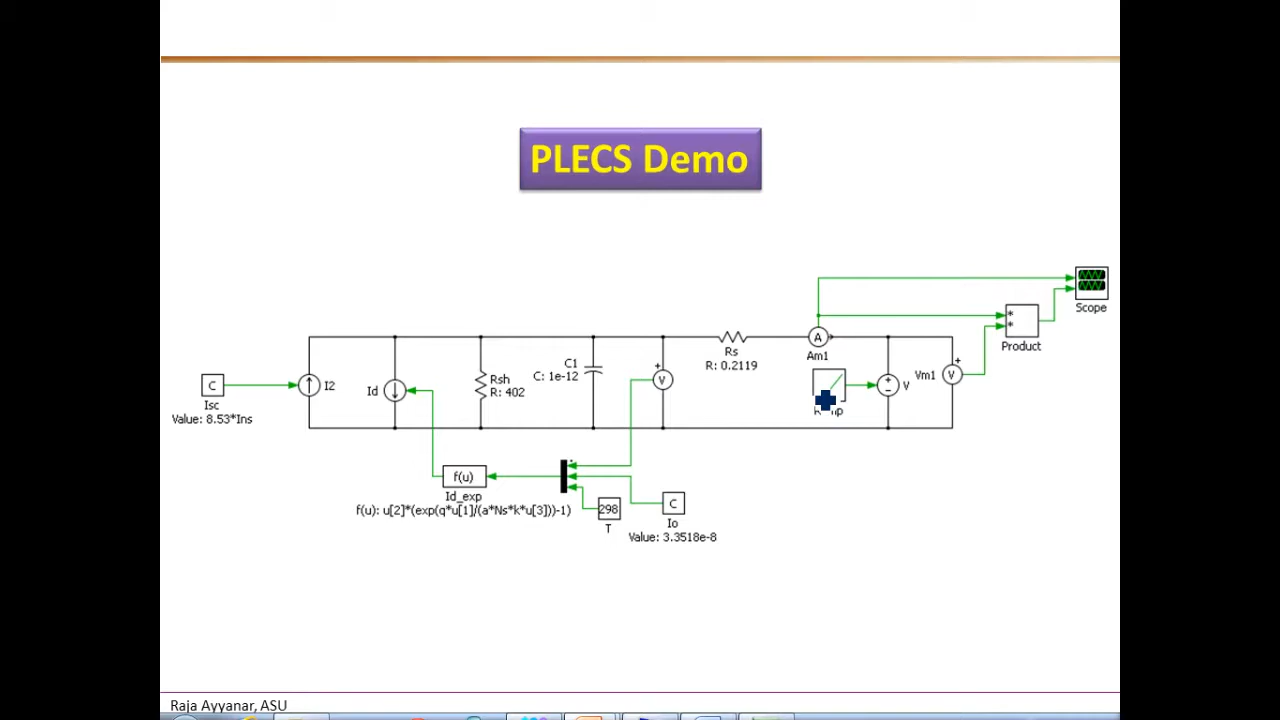 PLECS Demo
Scope
Product
Am1
Rs
R: 0.2119
C1
C: 1e-12
Rsh
R: 402
Id
I2
C
Isc
Value: 8.53*Ins
A
V
V
Vm1
V
*
*
f(u)
Id_exp
f(u): u[2]*(exp(q*u[1]/(a*Ns*k*u[3]))-1)
298
T
C
Io
Value: 3.3518e-8
Raja Ayyanar, ASU